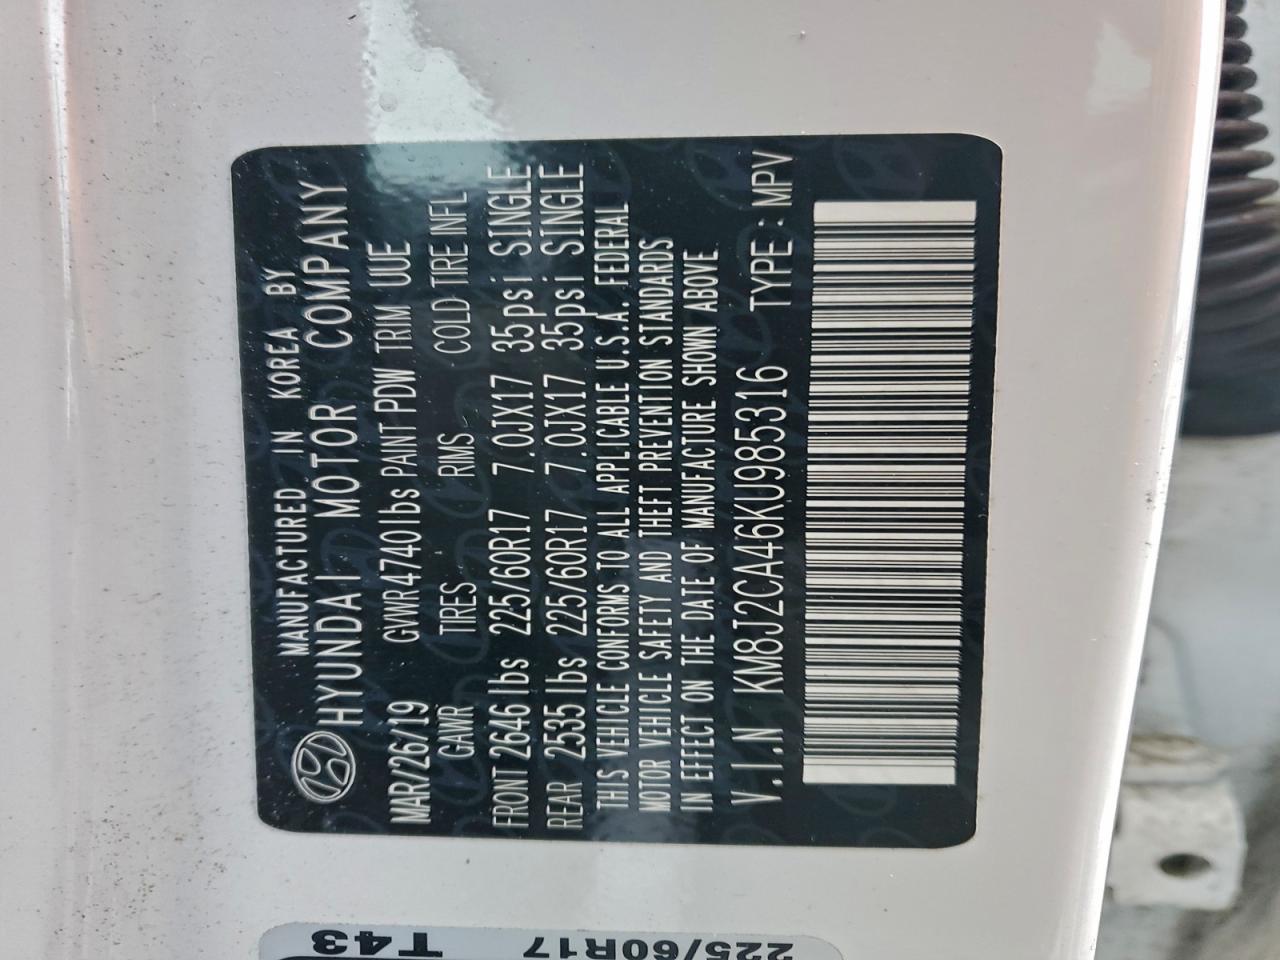 MANUFACTURED IN KOREA BY
HYUNDAI MOTOR COMPANY
MAR/26/19 GVWR 4740lbs PAINT PDW TRIM UUE
GAWR TIRES RIMS COLD TIRE INFL
FRONT 2646lbs 225/60R17 7.0JX17 35psi SINGLE
REAR 2535lbs 225/60R17 7.0JX17 35psi SINGLE
THIS VEHICLE CONFORMS TO ALL APPLICABLE U.S.A. FEDERAL
MOTOR VEHICLE SAFETY AND THEFT PREVENTION STANDARDS
IN EFFECT ON THE DATE OF MANUFACTURE SHOWN ABOVE
V.I.N KM8J2CA46KU985316 TYPE: MPV
T43
225/60R17